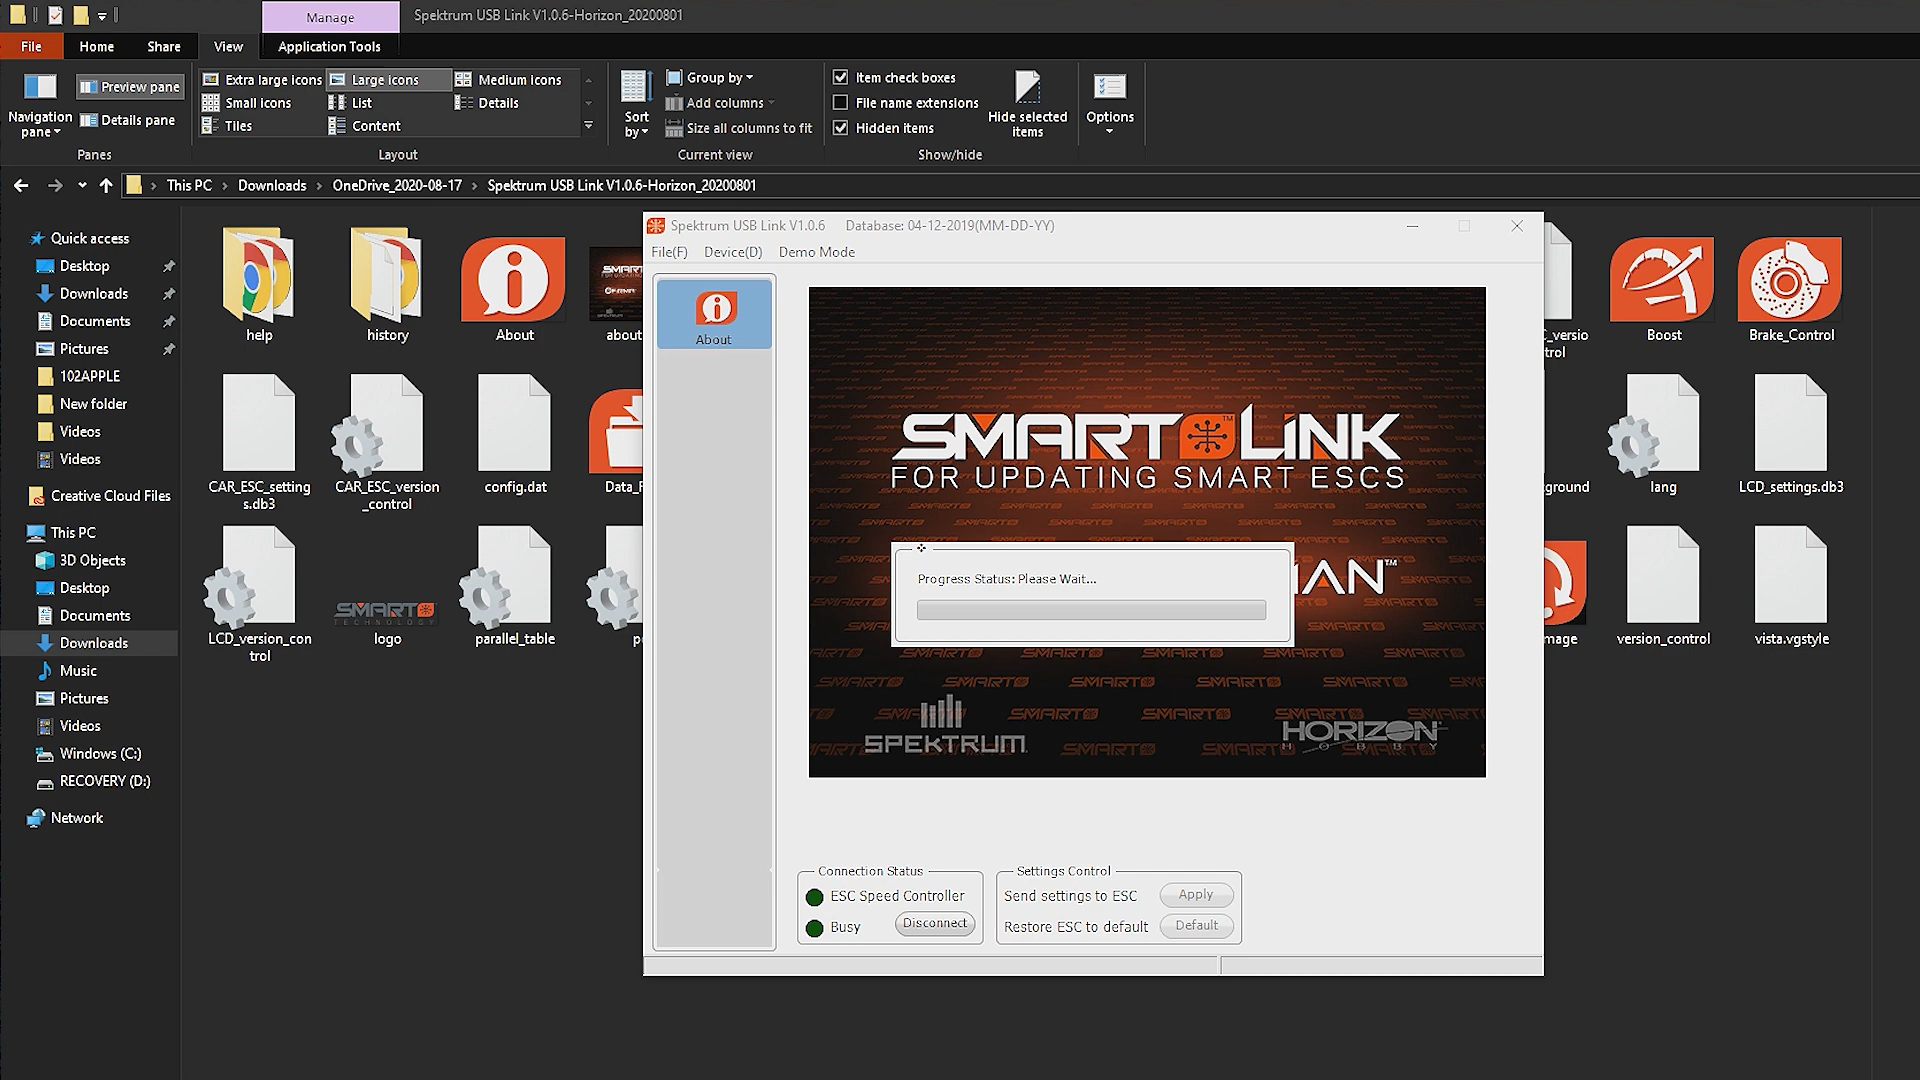 Manage
Spektrum USB Link V1.0.6-Horizon_20200801
File
Home
Share
View
Application Tools
Navigation pane
Preview pane
Details pane
Panes
Extra large icons
Large icons
Medium icons
Small icons
List
Details
Tiles
Content
Layout
Sort by
Group by
Add columns
Size all columns to fit
Current view
Item check boxes
File name extensions
Hidden items
Hide selected items
Show/hide
Options
This PC > Downloads > OneDrive_2020-08-17 > Spektrum USB Link V1.0.6-Horizon_20200801
Quick access
Desktop
Downloads
Documents
Pictures
102APPLE
New folder
Videos
Videos
Creative Cloud Files
This PC
3D Objects
Desktop
Documents
Downloads
Music
Pictures
Videos
Windows (C:)
RECOVERY (D:)
Network
help
history
About
about
Boost
Brake_Control
CAR_ESC_settings.db3
CAR_ESC_version_control
config.dat
lang
LCD_settings.db3
LCD_version_control
SMART
TECHNOLOGY
logo
parallel_table
version_control
vista.vgstyle
Spektrum USB Link V1.0.6 Database: 04-12-2019(MM-DD-YY)
File(F) Device(D) Demo Mode
About
SMART LINK™
FOR UPDATING SMART ESCS
Progress Status: Please Wait...
SPEKTRUM
HORIZON
HOBBY
Connection Status
ESC Speed Controller
Busy
Disconnect
Settings Control
Send settings to ESC
Apply
Restore ESC to default
Default